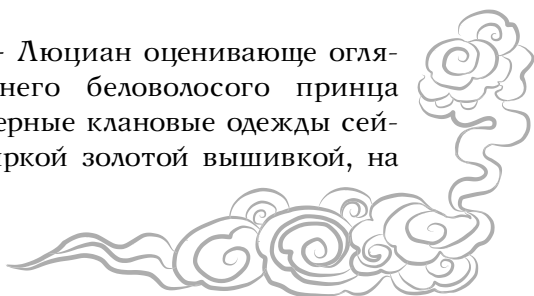 - Люциан оценивающе огля-
него беловолосого принца
ерные клановые одежды сей-
ркой золотой вышивкой, на